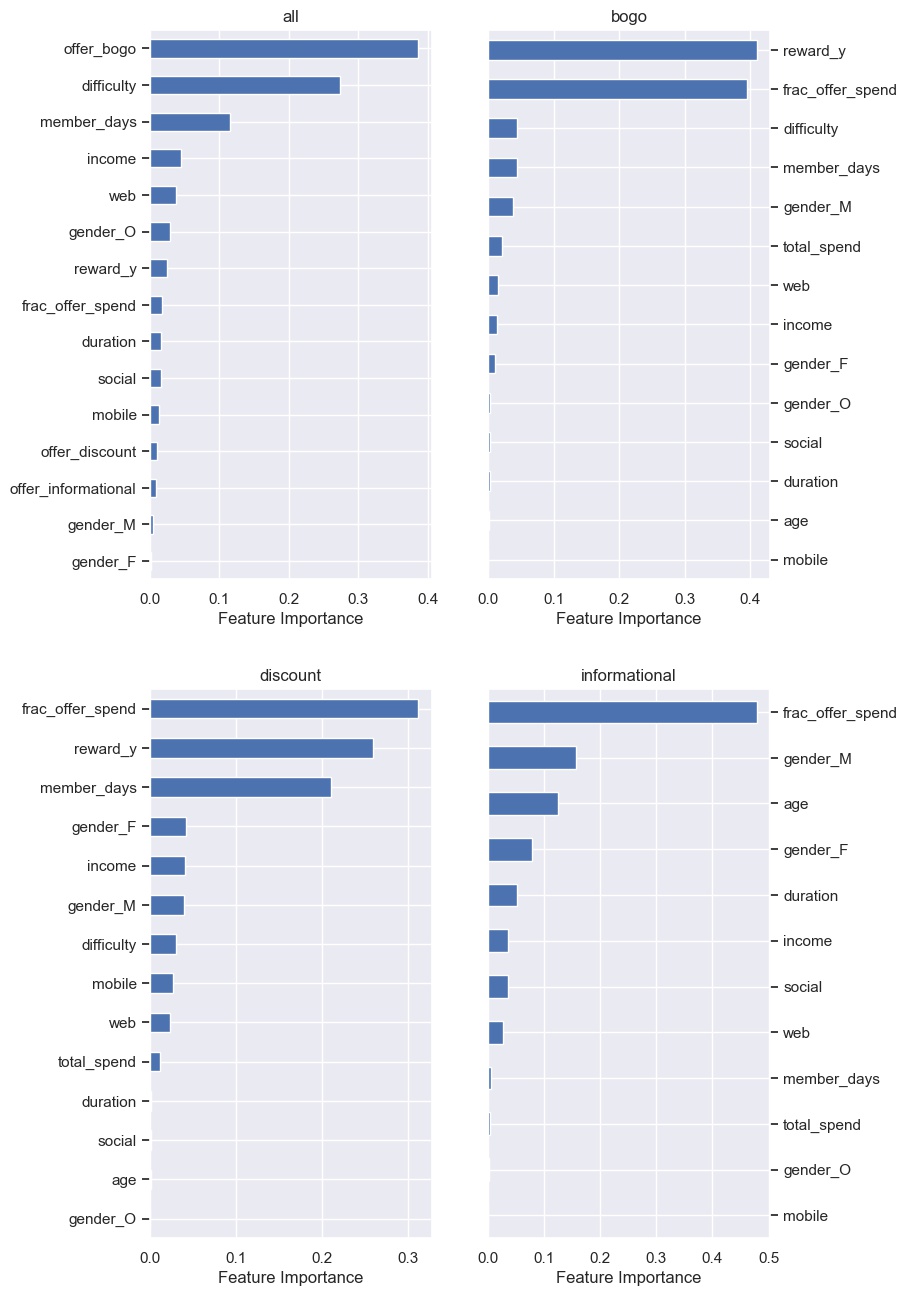 all
offer_bogo
difficulty
member_days
income
web
gender_O
reward_y
frac_offer_spend
duration
social
mobile
offer_discount
offer_informational
gender_M
gender_F
0.0 0.1 0.2 0.3 0.4
Feature Importance
bogo
reward_y
frac_offer_spend
difficulty
member_days
gender_M
total_spend
web
income
gender_F
gender_O
social
duration
age
mobile
0.0 0.1 0.2 0.3 0.4
Feature Importance
discount
frac_offer_spend
reward_y
member_days
gender_F
income
gender_M
difficulty
mobile
web
total_spend
duration
social
age
gender_O
0.0 0.1 0.2 0.3
Feature Importance
informational
frac_offer_spend
gender_M
age
gender_F
duration
income
social
web
member_days
total_spend
gender_O
mobile
0.0 0.1 0.2 0.3 0.4 0.5
Feature Importance